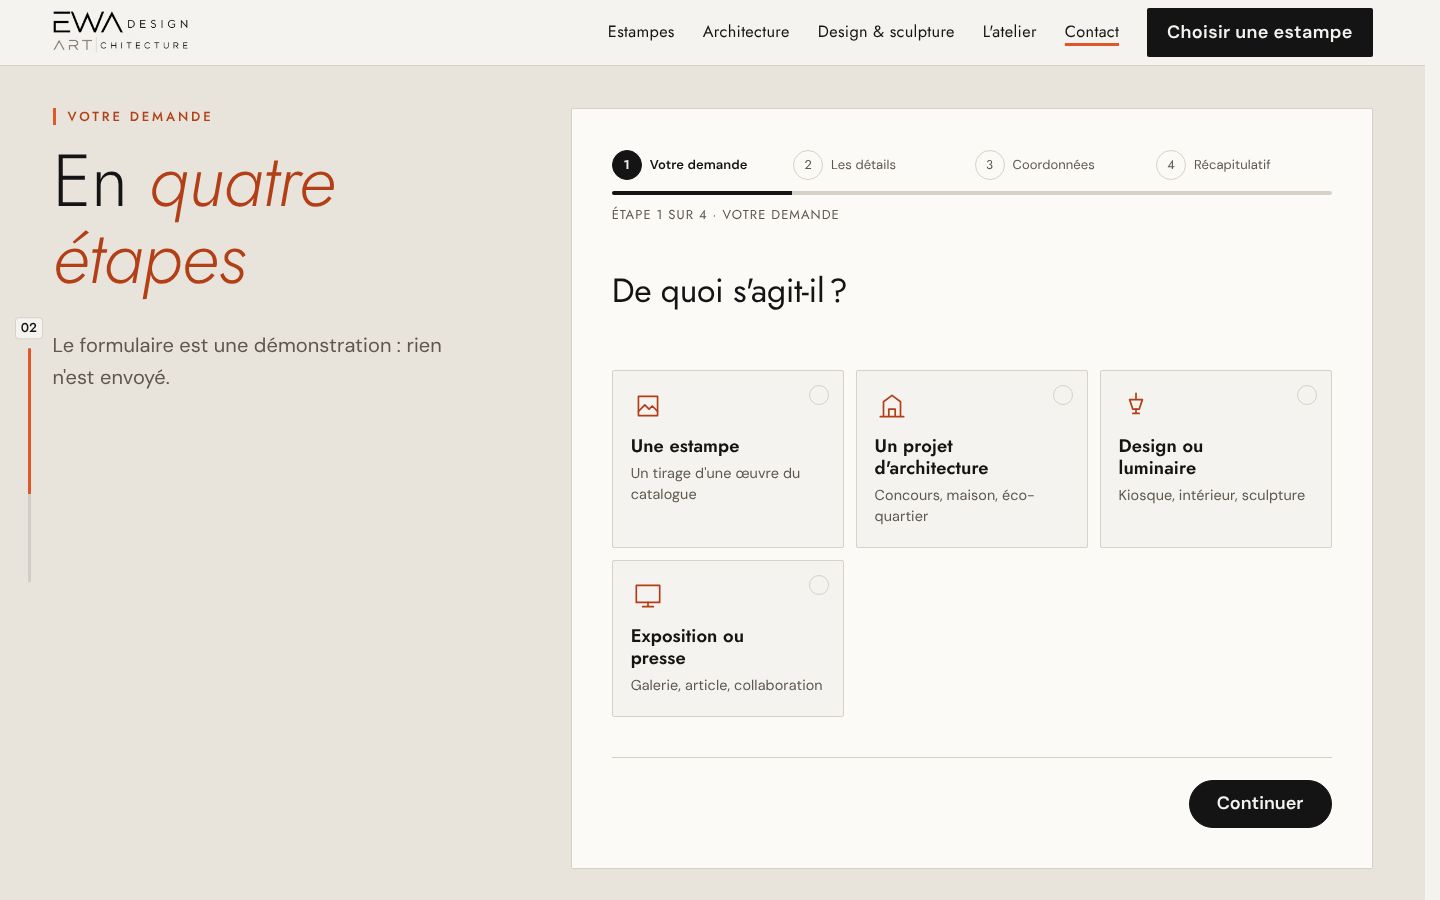 EWA DESIGN
ART CHITECTURE
Estampes
Architecture
Design & sculpture
L'atelier
Contact
Choisir une estampe
VOTRE DEMANDE
En quatre
étapes
02
Le formulaire est une démonstration : rien
n'est envoyé.
1 Votre demande
2 Les détails
3 Coordonnées
4 Récapitulatif
ÉTAPE 1 SUR 4 · VOTRE DEMANDE
De quoi s'agit-il ?
Une estampe
Un tirage d'une œuvre du
catalogue
Un projet
d'architecture
Concours, maison, éco-
quartier
Design ou
luminaire
Kiosque, intérieur, sculpture
Exposition ou
presse
Galerie, article, collaboration
Continuer